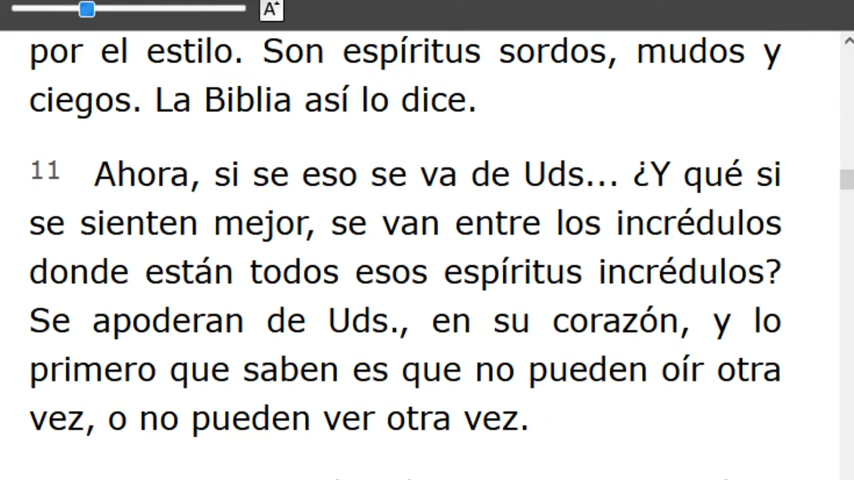 A
por el estilo. Son espíritus sordos, mudos y
ciegos. La Biblia así lo dice.
11 Ahora, si se eso se va de Uds... ¿Y qué si
se sienten mejor, se van entre los incrédulos
donde están todos esos espíritus incrédulos?
Se apoderan de Uds., en su corazón, y lo
primero que saben es que no pueden oír otra
vez, o no pueden ver otra vez.